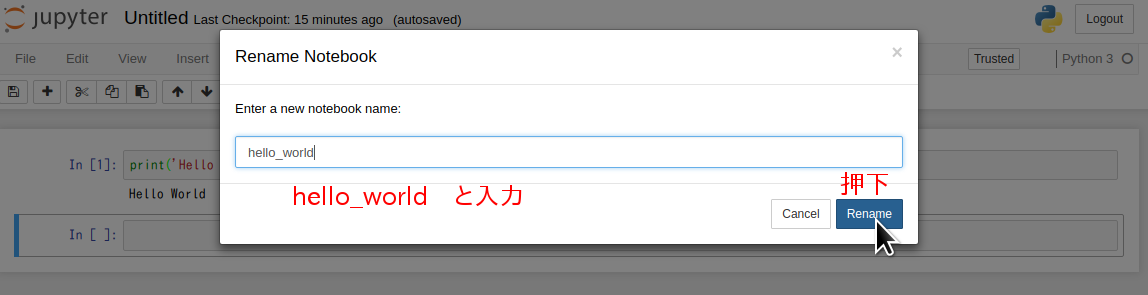 jupyter Untitled Last Checkpoint: 15 minutes ago (autosaved) Logout
Rename Notebook ×
File Edit View Insert Trusted Python 3
Enter a new notebook name:
hello_world
In [1]: print('Hello
Hello World
hello_world と入力
押下
Cancel Rename
In [ ]: